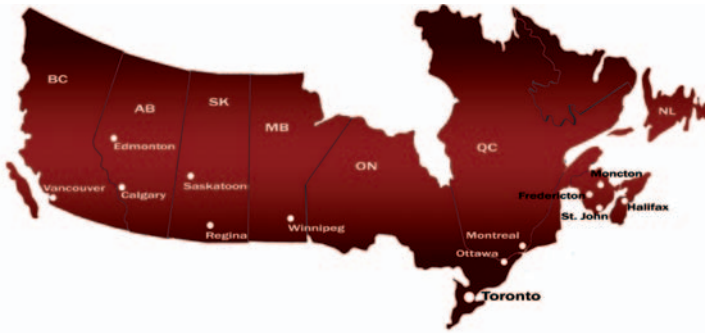 BC
AB
SK
MB
ON
QC
NL
Edmonton
Vancouver
Calgary
Saskatoon
Regina
Winnipeg
Montreal
Ottawa
Toronto
Moncton
Fredericton
St. John
Halifax